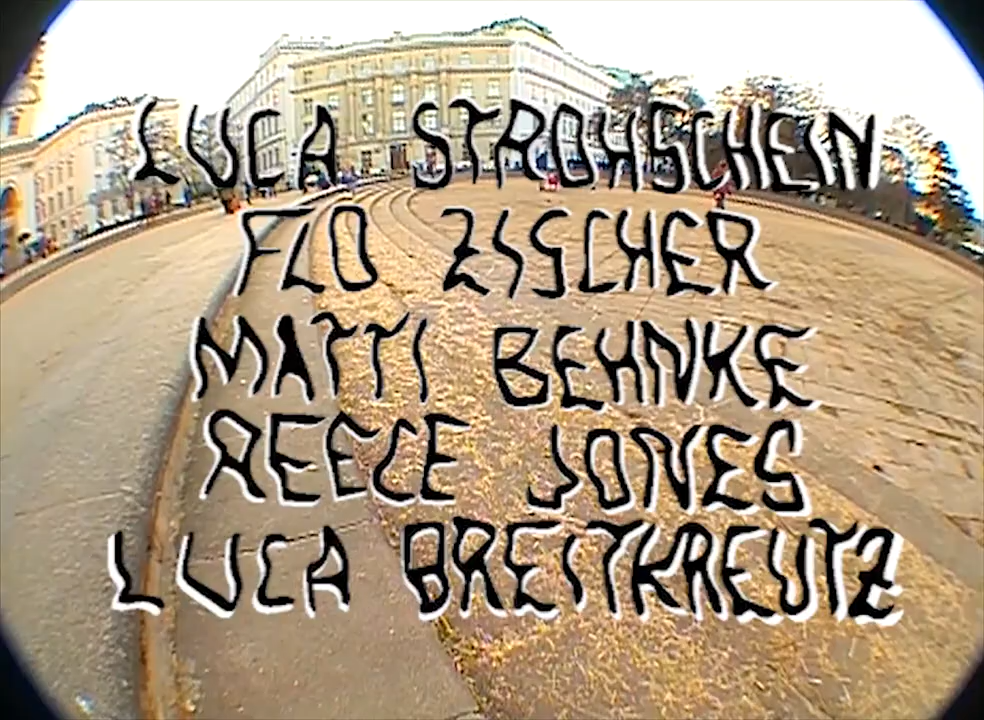 LUCA STROHSCHEIN
FLO ZISCHER
MATTI BEHNKE
REECE JONES
LUCA BREITKREUTZ